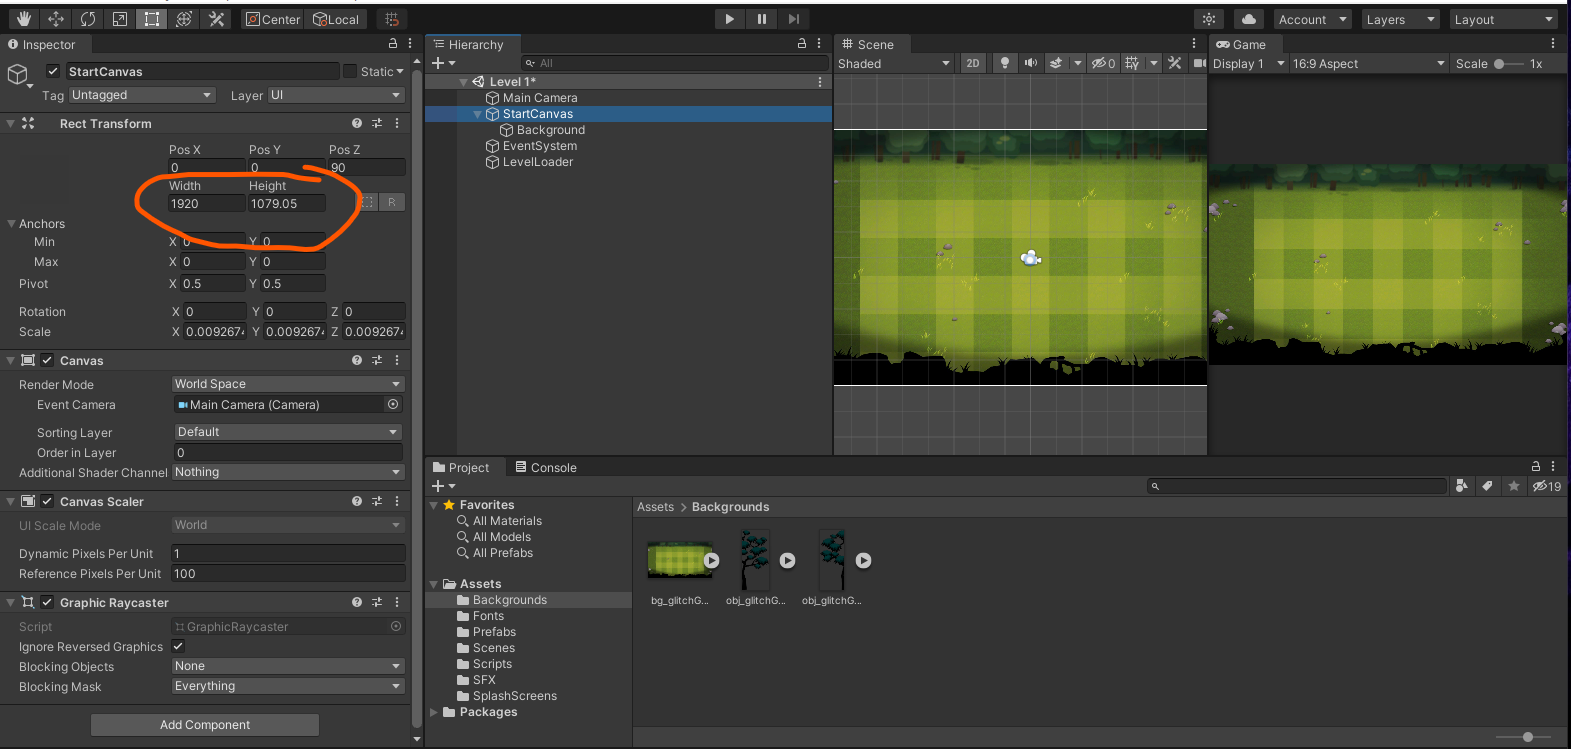 Center Local
Account Layers Layout
Inspector
StartCanvas Static
Tag Untagged Layer UI
Rect Transform
Pos X Pos Y Pos Z
0 0 90
Width Height
1920 1079.05
R
Anchors
Min X 0 Y 0
Max X 0 Y 0
Pivot X 0.5 Y 0.5
Rotation X 0 Y 0 Z 0
Scale X 0.009267 Y 0.009267 Z 0.009267
Canvas
Render Mode World Space
Event Camera Main Camera (Camera)
Sorting Layer Default
Order in Layer 0
Additional Shader Channel Nothing
Canvas Scaler
UI Scale Mode World
Dynamic Pixels Per Unit 1
Reference Pixels Per Unit 100
Graphic Raycaster
Script GraphicRaycaster
Ignore Reversed Graphics
Blocking Objects None
Blocking Mask Everything
Add Component
Hierarchy
All
Level 1*
Main Camera
StartCanvas
Background
EventSystem
LevelLoader
Scene
Shaded 2D 0
Game
Display 1 16:9 Aspect Scale 1x
Project Console
19
Favorites
All Materials
All Models
All Prefabs
Assets
Backgrounds
Fonts
Prefabs
Scenes
Scripts
SFX
SplashScreens
Packages
Assets > Backgrounds
bg_glitchG... obj_glitchG... obj_glitchG...